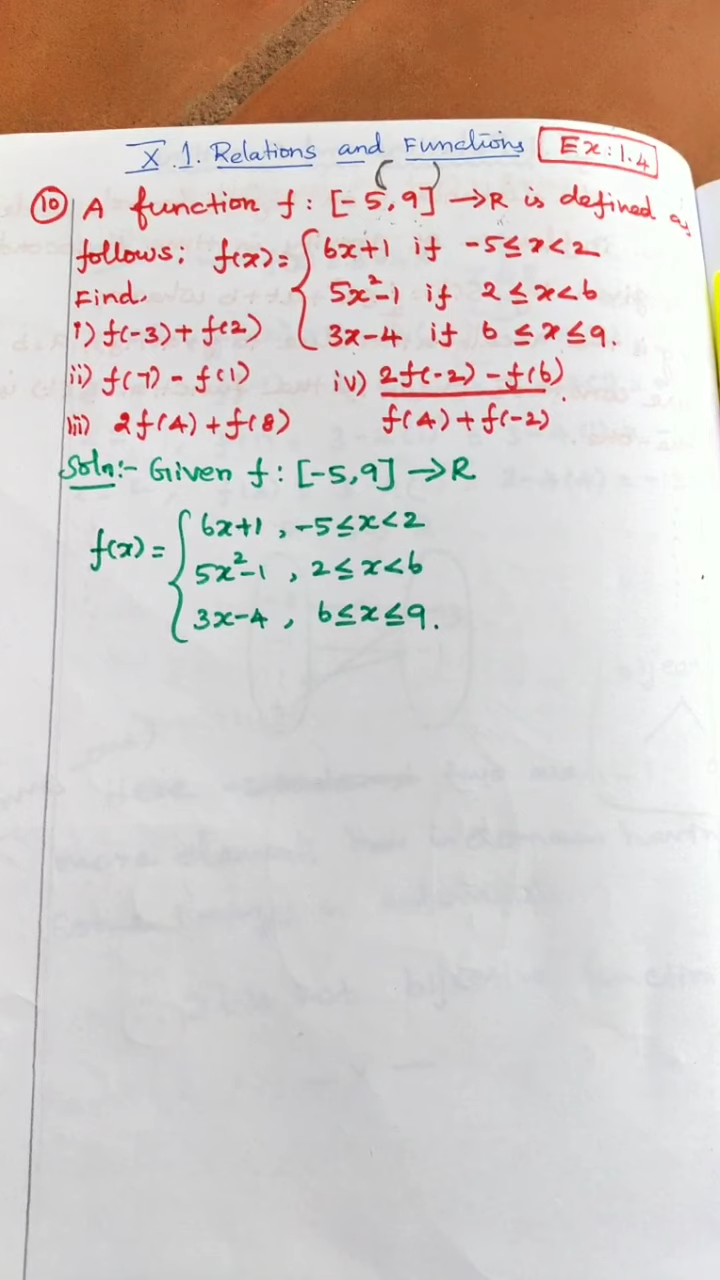 X 1. Relations and Functions Ex: 1.4
10 A function f: [-5, 9] → R is defined as
follows: f(x) = { 6x+1 if -5 ≤ x < 2
Find. 5x²-1 if 2 ≤ x < 6
i) f(-3) + f(2) 3x-4 if 6 ≤ x ≤ 9.
ii) f(7) - f(1) iv) 2f(-2) - f(6)
iii) 2f(4) + f(8) f(4) + f(-2).
Soln:- Given f: [-5, 9] → R
6x+1, -5 ≤ x < 2
f(x) = { 5x²-1, 2 ≤ x < 6
3x-4, 6 ≤ x ≤ 9.